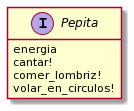 I Pepita
energia
cantar!
comer_lombriz!
volar_en_circulos!